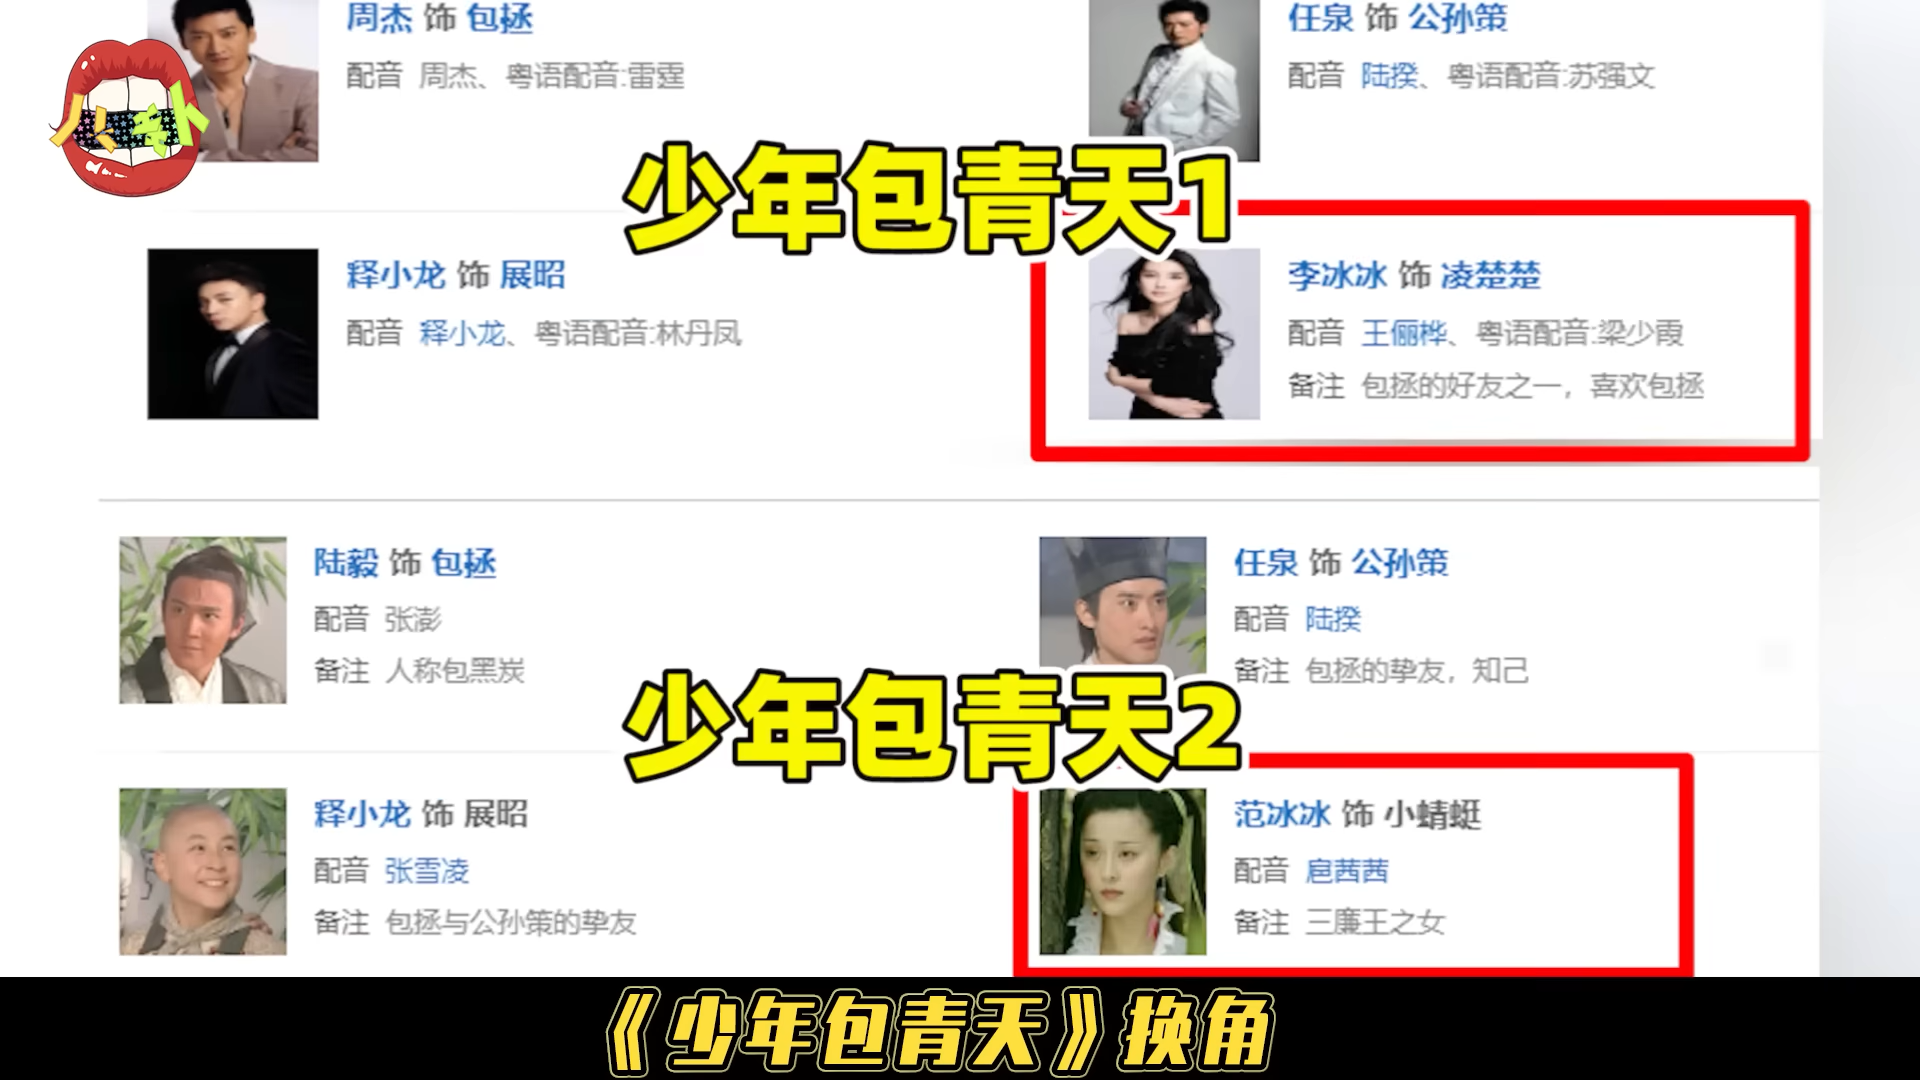 周杰 饰 包拯
配音 周杰、粤语配音:雷霆
任泉 饰 公孙策
配音 陆揆、粤语配音:苏强文
八卦
少年包青天1
释小龙 饰 展昭
配音 释小龙、粤语配音:林丹凤
李冰冰 饰 凌楚楚
配音 王俪桦、粤语配音:梁少霞
备注 包拯的好友之一，喜欢包拯
陆毅 饰 包拯
配音 张澎
备注 人称包黑炭
任泉 饰 公孙策
配音 陆揆
备注 包拯的挚友，知己
少年包青天2
释小龙 饰 展昭
配音 张雪凌
备注 包拯与公孙策的挚友
范冰冰 饰 小蜻蜓
配音 扈茜茜
备注 三廉王之女
《少年包青天》换角